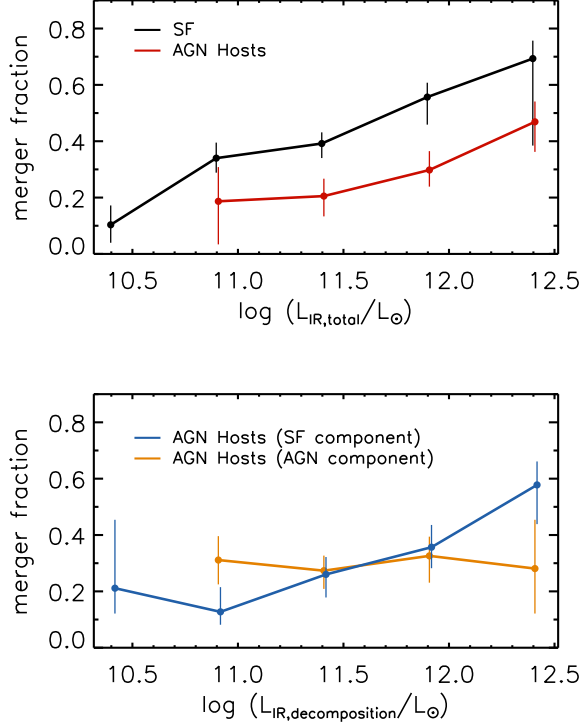 0.8
SF
AGN Hosts
0.6
0.4
0.2
0.0
merger fraction
10.5 11.0 11.5 12.0 12.5
log (L_IR,total/L_⊙)
0.8
AGN Hosts (SF component)
AGN Hosts (AGN component)
0.6
0.4
0.2
0.0
merger fraction
10.5 11.0 11.5 12.0 12.5
log (L_IR,decomposition/L_⊙)